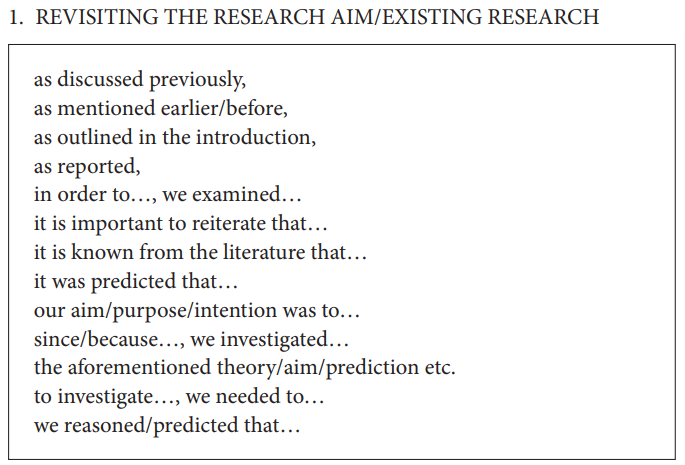 1. REVISITING THE RESEARCH AIM/EXISTING RESEARCH
as discussed previously,
as mentioned earlier/before,
as outlined in the introduction,
as reported,
in order to…, we examined…
it is important to reiterate that…
it is known from the literature that…
it was predicted that…
our aim/purpose/intention was to…
since/because…, we investigated…
the aforementioned theory/aim/prediction etc.
to investigate…, we needed to…
we reasoned/predicted that…